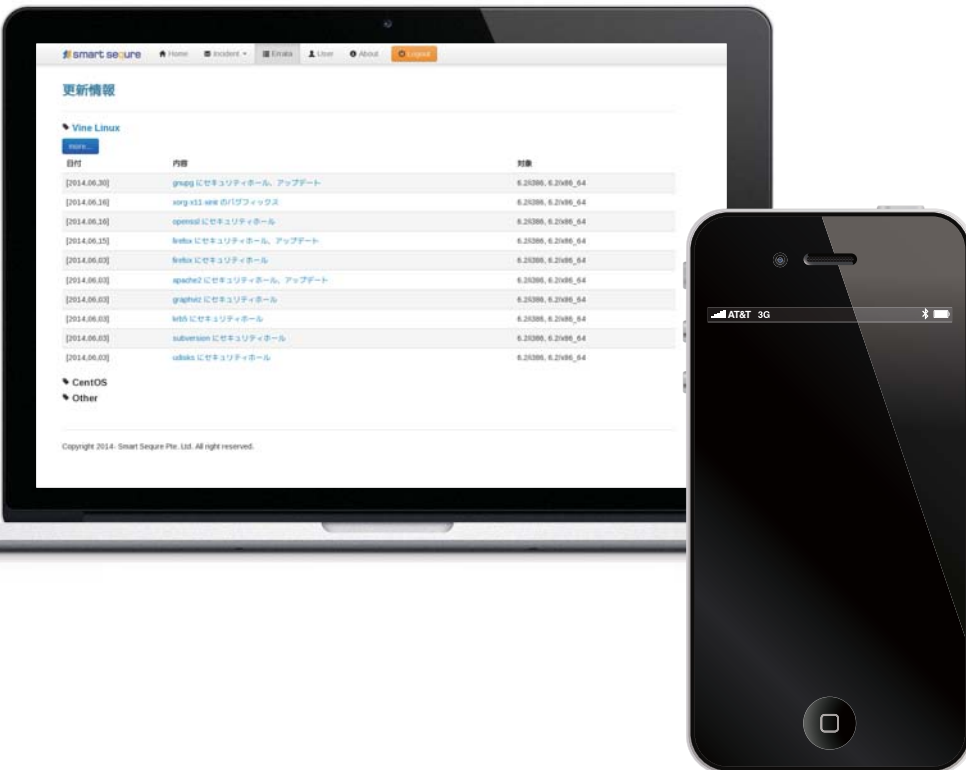 smart seQure Home Incident Errata User About Logout
更新情報
Vine Linux
more...
日付 内容 対象
[2014,06,30] gnupg にセキュリティホール、アップデート 6.2/i386, 6.2/x86_64
[2014,06,16] xorg-x11-xinit のバグフィックス 6.2/i386, 6.2/x86_64
[2014,06,16] openssl にセキュリティホール 6.2/i386, 6.2/x86_64
[2014,06,15] firefox にセキュリティホール、アップデート 6.2/i386, 6.2/x86_64
[2014,06,03] firefox にセキュリティホール 6.2/i386, 6.2/x86_64
[2014,06,03] apache2 にセキュリティホール、アップデート 6.2/i386, 6.2/x86_64
[2014,06,03] graphviz にセキュリティホール 6.2/i386, 6.2/x86_64
[2014,06,03] krb5 にセキュリティホール 6.2/i386, 6.2/x86_64
[2014,06,03] subversion にセキュリティホール 6.2/i386, 6.2/x86_64
[2014,06,03] udisks にセキュリティホール 6.2/i386, 6.2/x86_64
CentOS
Other
Copyright 2014- Smart Sequre Pte. Ltd. All right reserved.
AT&T 3G